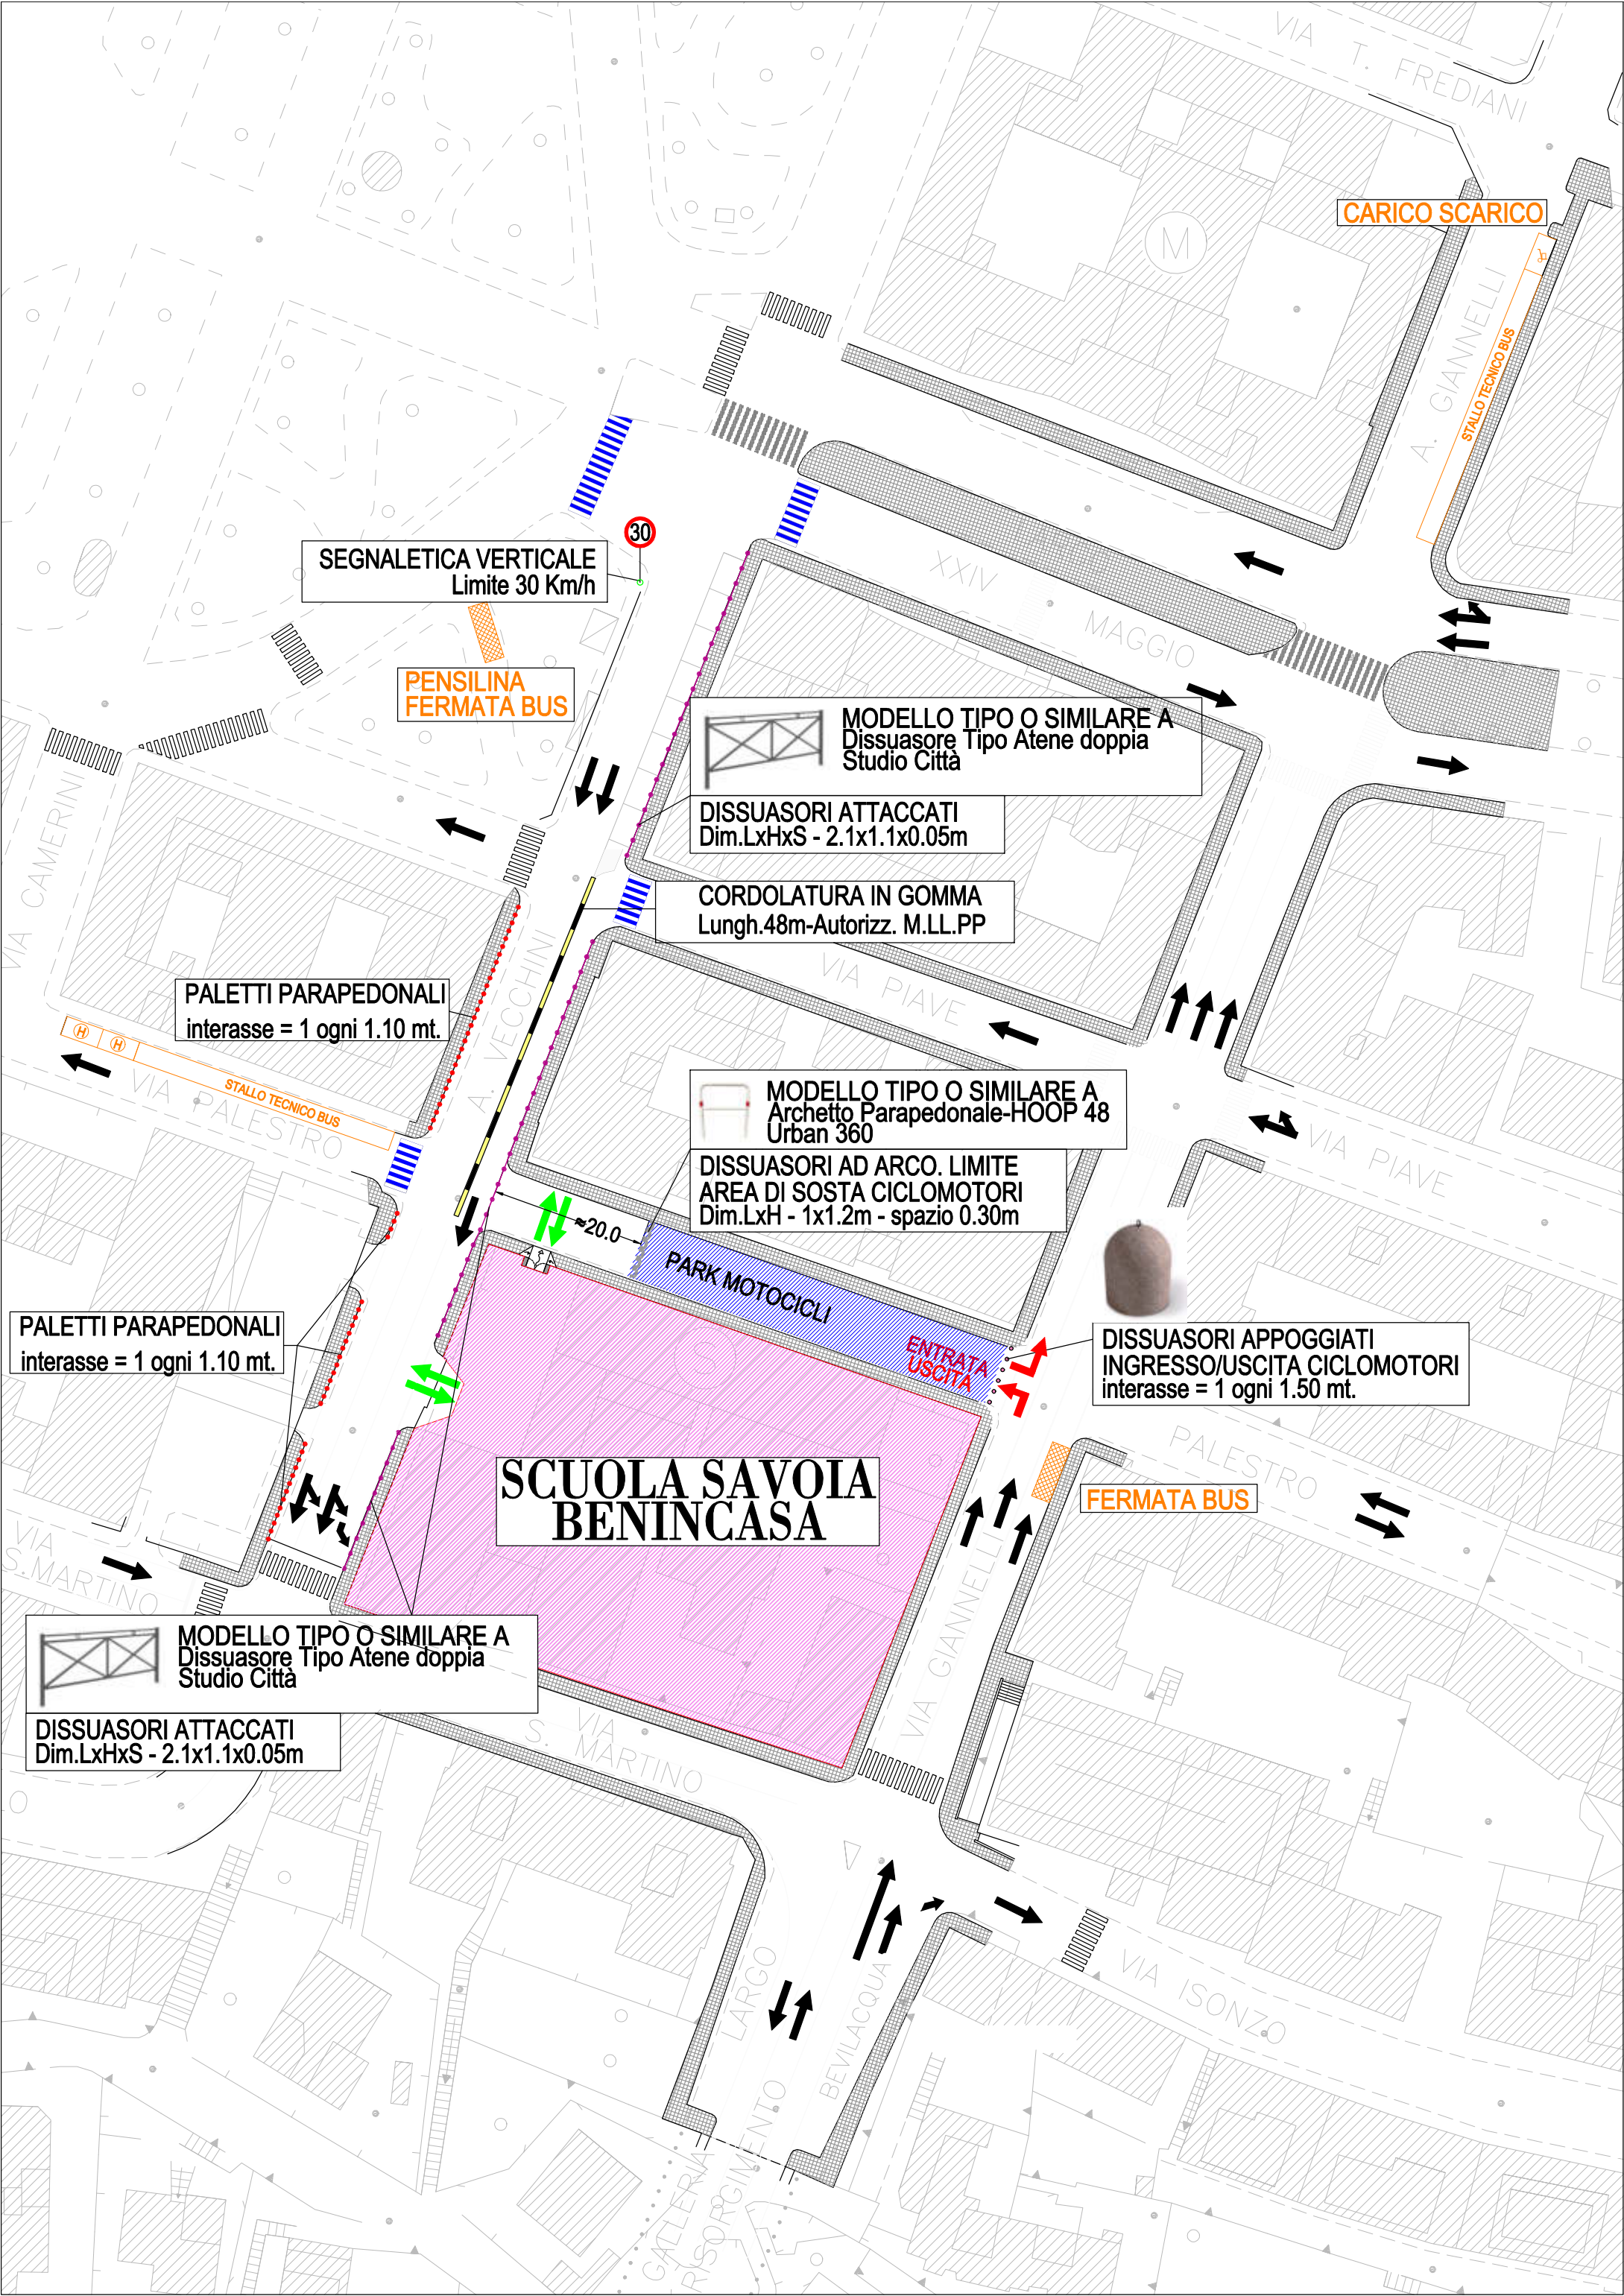 VIA T. FREDIANI
CARICO SCARICO
M
A. GIANNELLI
STALLO TECNICO BUS
30
SEGNALETICA VERTICALE
Limite 30 Km/h
XXIV MAGGIO
PENSILINA
FERMATA BUS
MODELLO TIPO O SIMILARE A
Dissuasore Tipo Atene doppia
Studio Città
DISSUASORI ATTACCATI
Dim.LxHxS - 2.1x1.1x0.05m
VIA CAMERINI
CORDOLATURA IN GOMMA
Lungh.48m-Autorizz. M.LL.PP
A. VECCHINI
VIA PIAVE
PALETTI PARAPEDONALI
interasse = 1 ogni 1.10 mt.
H
H
STALLO TECNICO BUS
VIA PALESTRO
MODELLO TIPO O SIMILARE A
Archetto Parapedonale-HOOP 48
Urban 360
DISSUASORI AD ARCO. LIMITE
AREA DI SOSTA CICLOMOTORI
Dim.LxH - 1x1.2m - spazio 0.30m
VIA PIAVE
≈20.0
PARK MOTOCICLI
ENTRATA
USCITA
PALETTI PARAPEDONALI
interasse = 1 ogni 1.10 mt.
DISSUASORI APPOGGIATI
INGRESSO/USCITA CICLOMOTORI
interasse = 1 ogni 1.50 mt.
PALESTRO
SCUOLA SAVOIA
BENINCASA
FERMATA BUS
VIA
S.MARTINO
VIA GIANNELLI
MODELLO TIPO O SIMILARE A
Dissuasore Tipo Atene doppia
Studio Città
DISSUASORI ATTACCATI
Dim.LxHxS - 2.1x1.1x0.05m
VIA
S. MARTINO
VIA ISONZO
LARGO
BEVILACQUA
GALLERIA
RISORGIMENTO